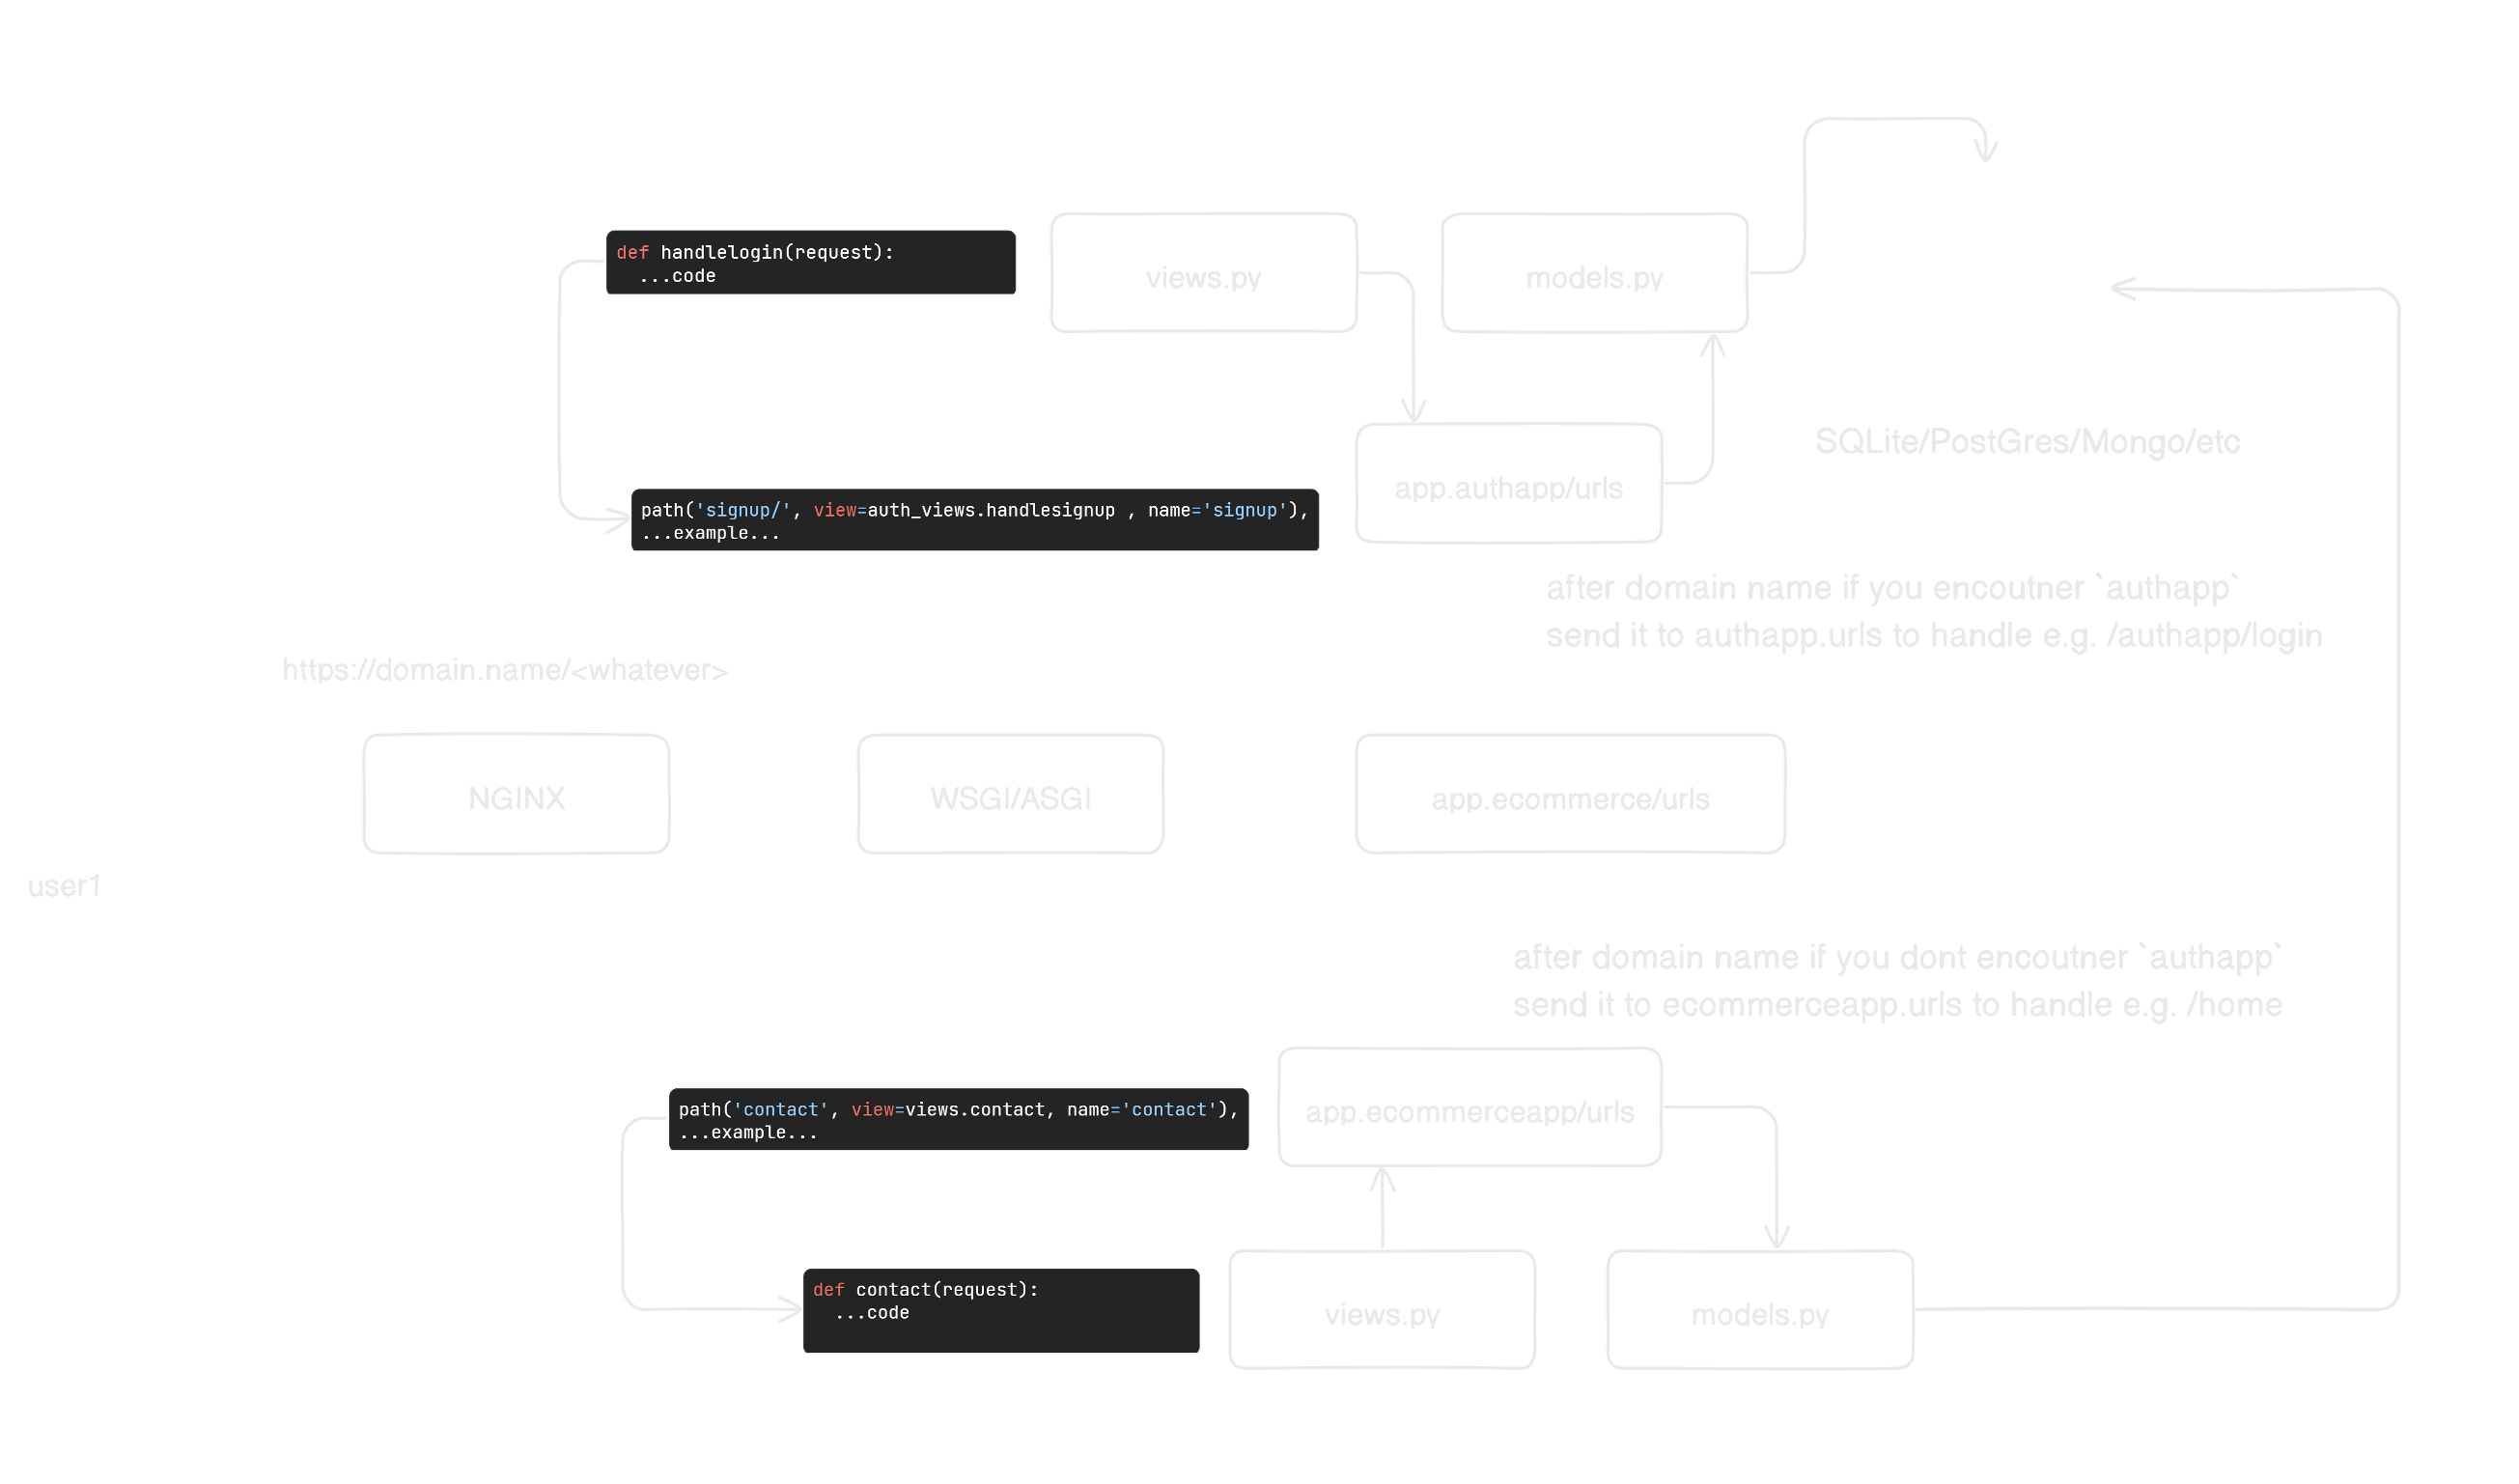 def handlelogin(request):
...code
views.py
models.py
SQLite/PostGres/Mongo/etc
app.authapp/urls
path('signup/', view=auth_views.handlesignup , name='signup'),
...example...
after domain name if you encoutner `authapp`
send it to authapp.urls to handle e.g. /authapp/login
https://domain.name/<whatever>
NGINX
WSGI/ASGI
app.ecommerce/urls
user1
after domain name if you dont encoutner `authapp`
send it to ecommerceapp.urls to handle e.g. /home
path('contact', view=views.contact, name='contact'),
...example...
app.ecommerceapp/urls
def contact(request):
...code
views.py
models.py